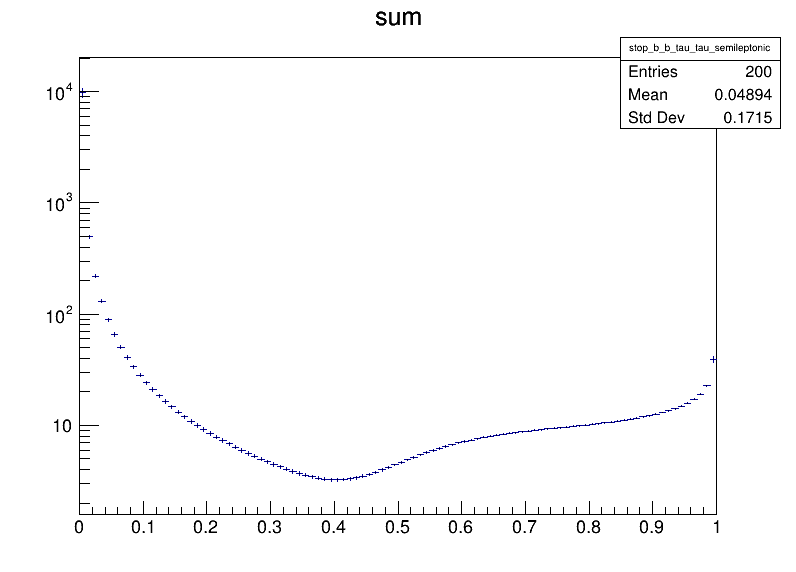 sum
stop_b_b_tau_tau_semileptonic
Entries 200
Mean 0.04894
Std Dev 0.1715
10^4
10^3
10^2
10
0 0.1 0.2 0.3 0.4 0.5 0.6 0.7 0.8 0.9 1